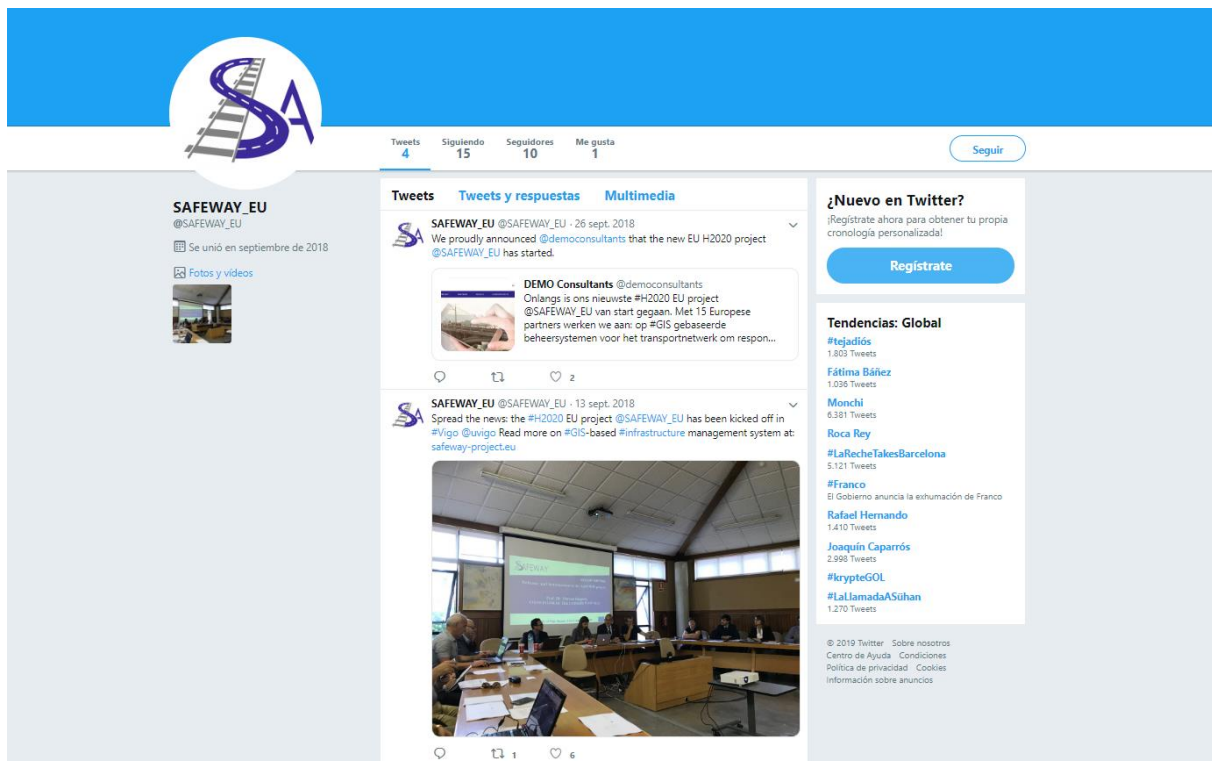 SA
Tweets
4
Siguiendo
15
Seguidores
10
Me gusta
1
Seguir
SAFEWAY_EU
@SAFEWAY_EU
Se unió en septiembre de 2018
Fotos y vídeos
Tweets Tweets y respuestas Multimedia
SAFEWAY_EU @SAFEWAY_EU · 26 sept. 2018
We proudly announced @democonsultants that the new EU H2020 project
@SAFEWAY_EU has started.
DEMO Consultants @democonsultants
Onlangs is ons nieuwste #H2020 EU project
@SAFEWAY_EU van start gegaan. Met 15 Europese
partners werken we aan: op #GIS gebaseerde
beheersystemen voor het transportnetwerk om respon...
2
SAFEWAY_EU @SAFEWAY_EU · 13 sept. 2018
Spread the news: the #H2020 EU project @SAFEWAY_EU has been kicked off in
#Vigo @uvigo Read more on #GIS-based #infrastructure management system at:
safeway-project.eu
SAFEWAY
1 6
¿Nuevo en Twitter?
¡Regístrate ahora para obtener tu propia
cronología personalizada!
Regístrate
Tendencias: Global
#tejadiós
1.803 Tweets
Fátima Báñez
1.036 Tweets
Monchi
6.381 Tweets
Roca Rey
#LaRecheTakesBarcelona
5.121 Tweets
#Franco
El Gobierno anuncia la exhumación de Franco
Rafael Hernando
1.410 Tweets
Joaquín Caparrós
2.998 Tweets
#krypteGOL
#LaLlamadaASühan
1.270 Tweets
© 2019 Twitter Sobre nosotros
Centro de Ayuda Condiciones
Política de privacidad Cookies
Información sobre anuncios